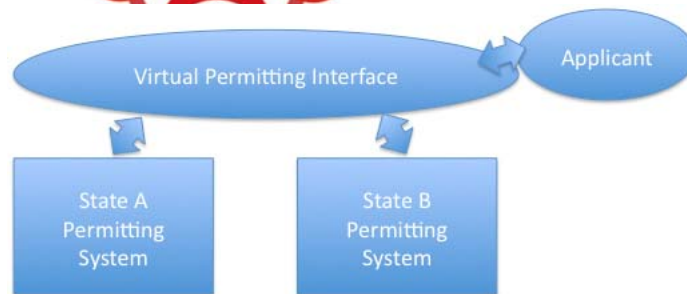 Virtual Permitting Interface
Applicant
State A
Permitting
System
State B
Permitting
System